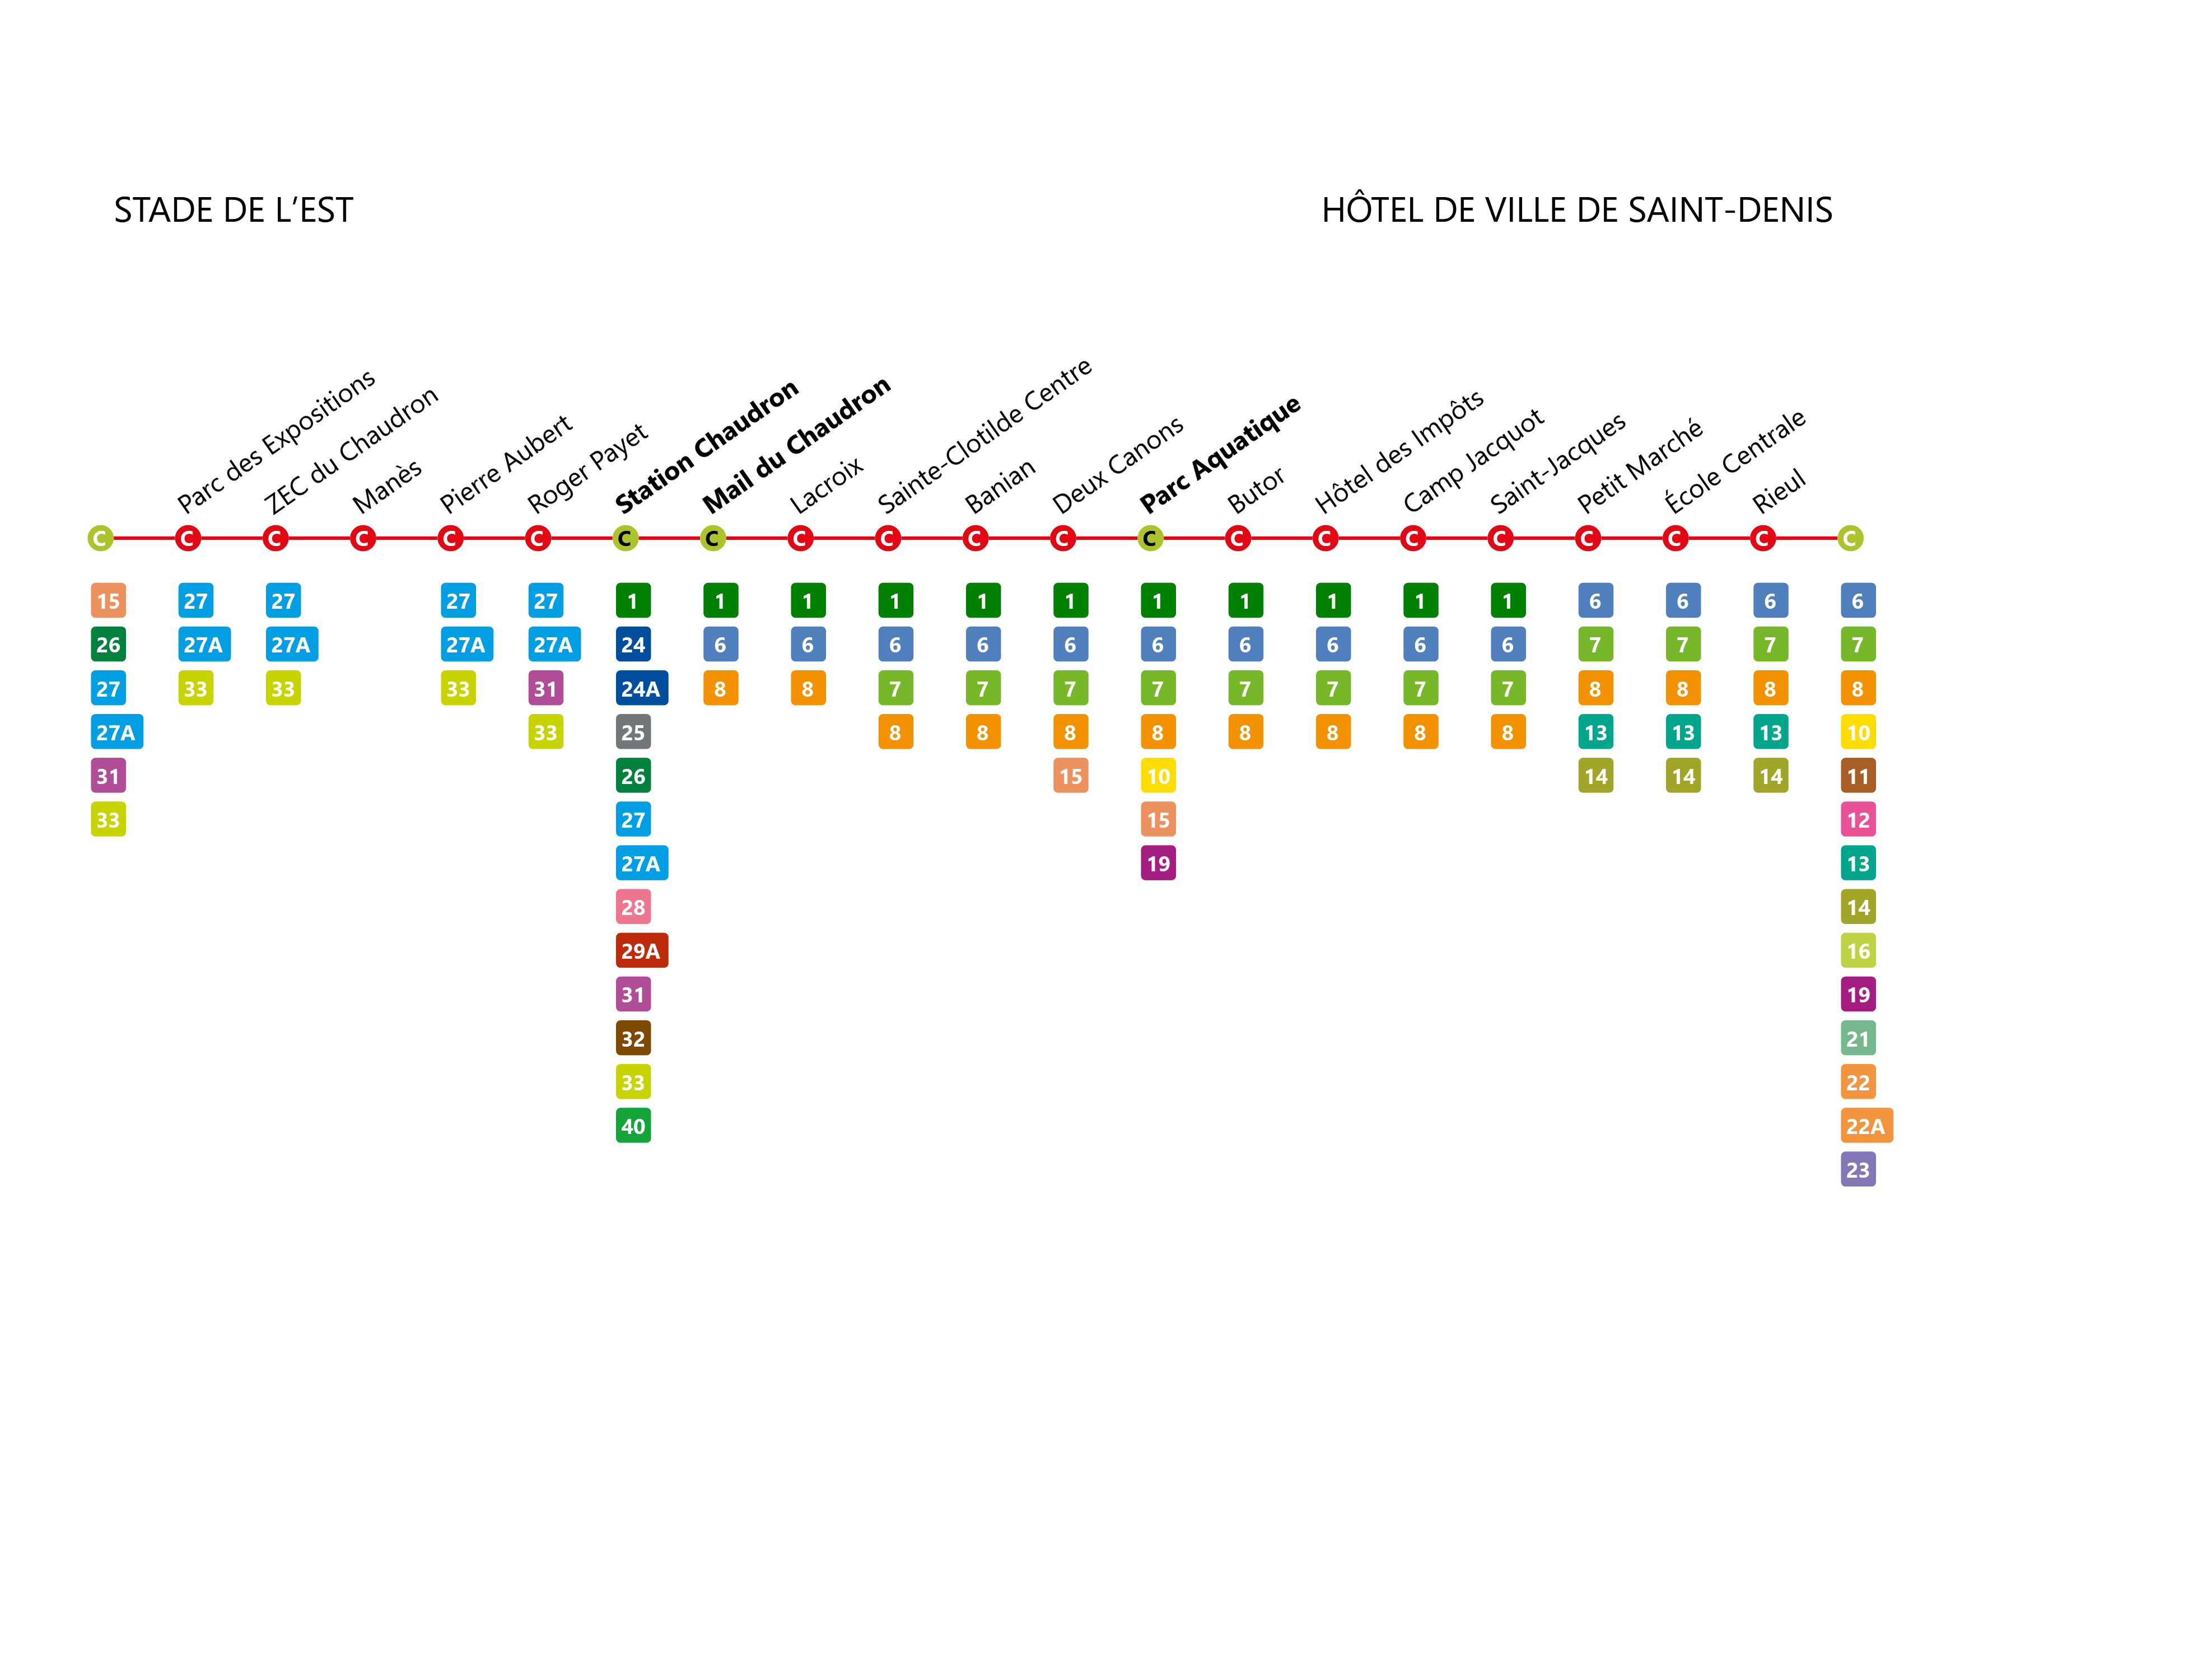 STADE DE L’EST
HÔTEL DE VILLE DE SAINT-DENIS
Parc des Expositions
ZEC du Chaudron
Manès
Pierre Aubert
Roger Payet
Station Chaudron
Mail du Chaudron
Lacroix
Sainte-Clotilde Centre
Banian
Deux Canons
Parc Aquatique
Butor
Hôtel des Impôts
Camp Jacquot
Saint-Jacques
Petit Marché
École Centrale
Rieul
C C C C C C C C C C C C C C C C C C C C C
15 27 27 27 27 1 1 1 1 1 1 1 1 1 1 1 6 6 6 6
26 27A 27A 27A 27A 24 6 6 6 6 6 6 6 6 6 6 7 7 7 7
27 33 33 33 31 24A 8 8 7 7 7 7 7 7 7 7 8 8 8 8
27A 33 25 8 8 8 8 8 8 8 8 13 13 13 10
31 26 15 10 14 14 14 11
33 27 15 12
27A 19 13
28 14
29A 16
31 19
32 21
33 22
40 22A
23